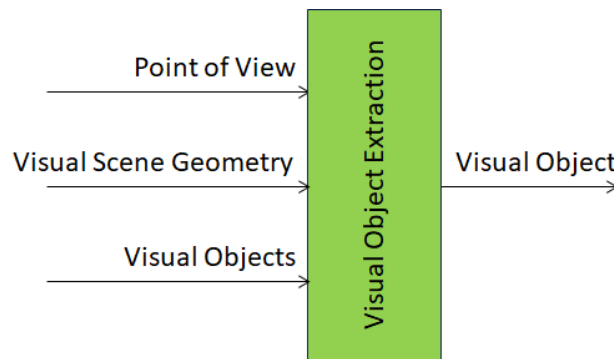 Point of View
Visual Scene Geometry
Visual Objects
Visual Object Extraction
Visual Object